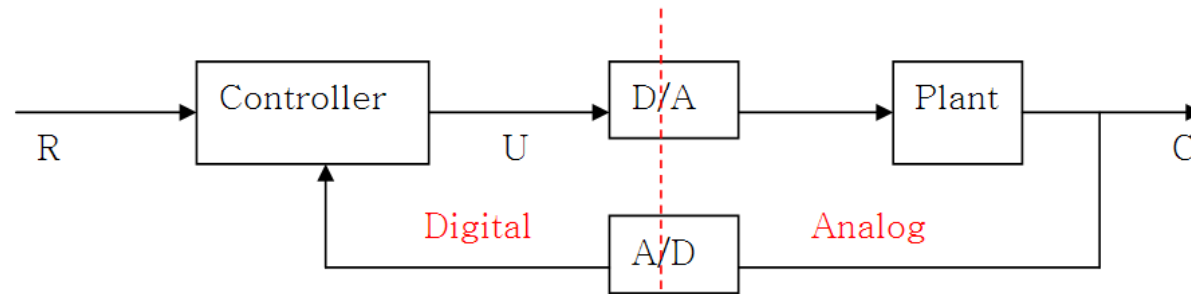 Controller
D/A
Plant
R
U
C
Digital
Analog
A/D